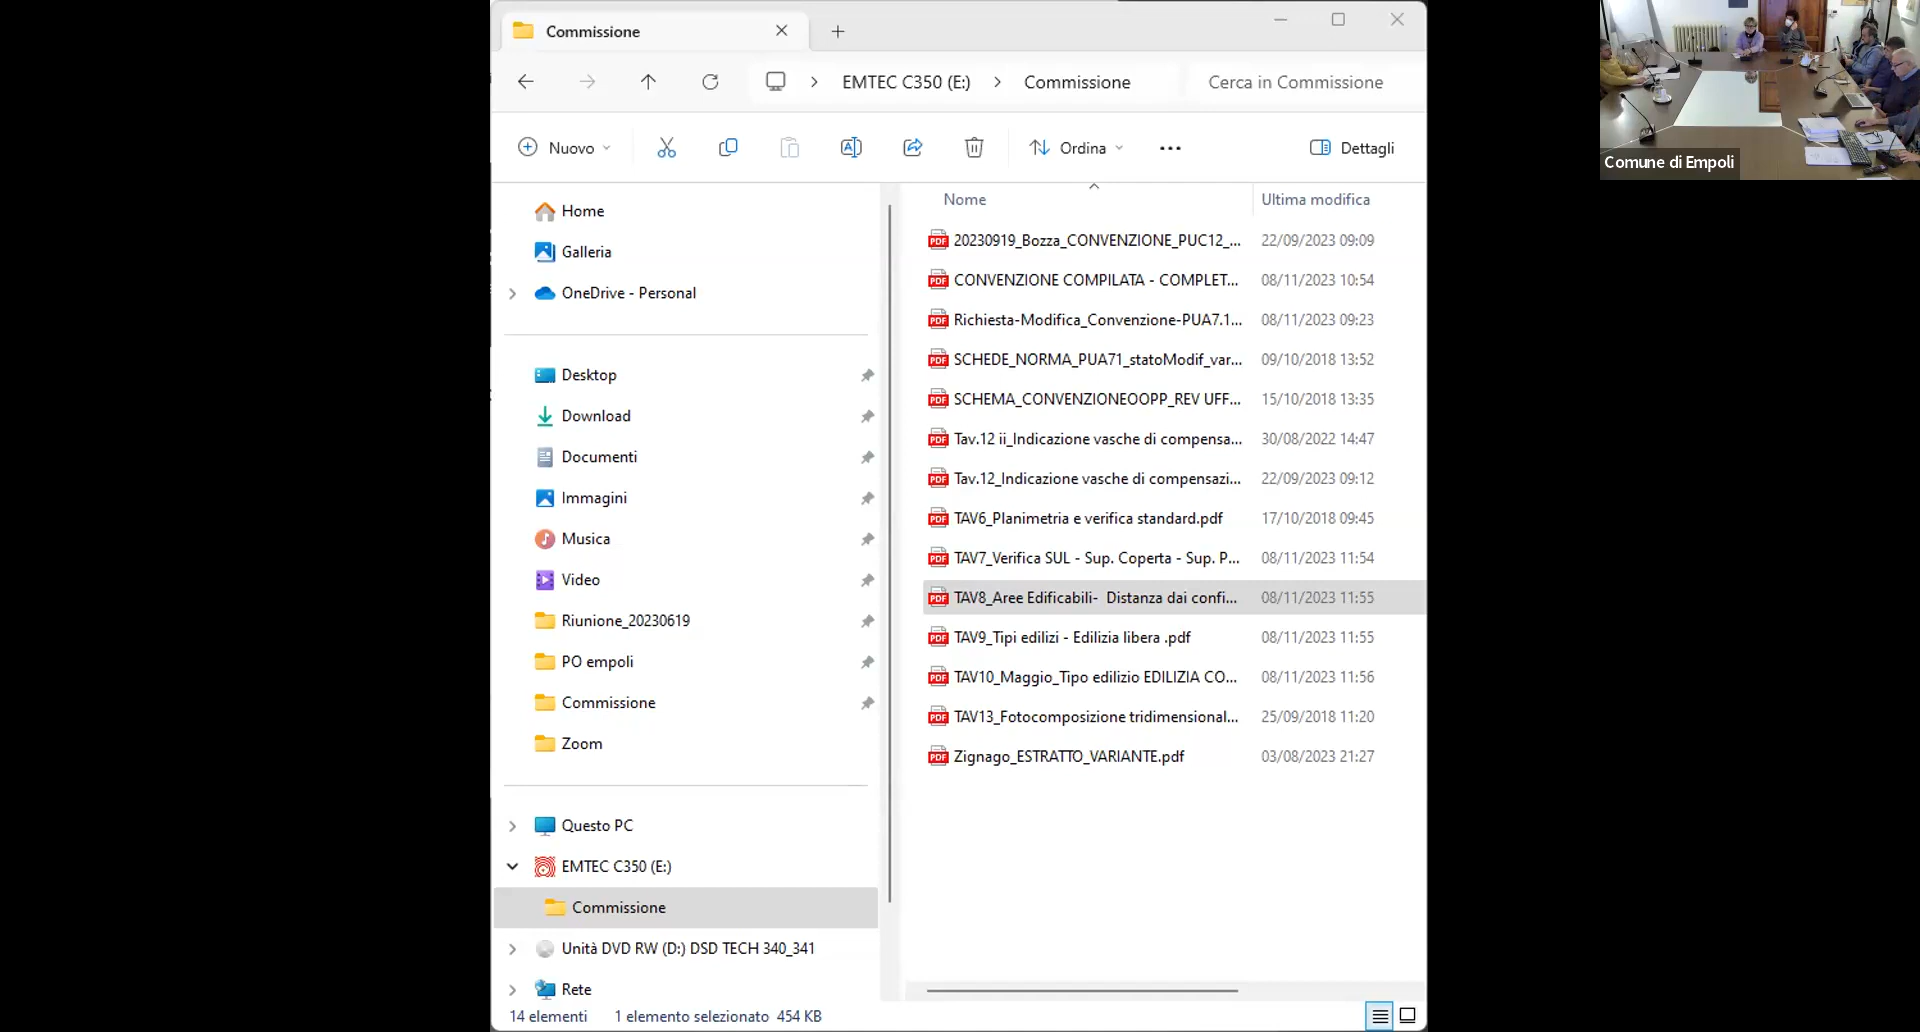 Commissione
EMTEC C350 (E:)
Commissione
Cerca in Commissione
Nuovo
Ordina
Dettagli
Home
Galleria
OneDrive - Personal
Desktop
Download
Documenti
Immagini
Musica
Video
Riunione_20230619
PO empoli
Commissione
Zoom
Questo PC
EMTEC C350 (E:)
Commissione
Unità DVD RW (D:) DSD TECH 340_341
Rete
Nome Ultima modifica
20230919_Bozza_CONVENZIONE_PUC12_... 22/09/2023 09:09
CONVENZIONE COMPILATA - COMPLET... 08/11/2023 10:54
Richiesta-Modifica_Convenzione-PUA7.1... 08/11/2023 09:23
SCHEDE_NORMA_PUA71_statoModif_var... 09/10/2018 13:52
SCHEMA_CONVENZIONEOOPP_REV UFF... 15/10/2018 13:35
Tav.12 ii_Indicazione vasche di compensa... 30/08/2022 14:47
Tav.12_Indicazione vasche di compensazi... 22/09/2023 09:12
TAV6_Planimetria e verifica standard.pdf 17/10/2018 09:45
TAV7_Verifica SUL - Sup. Coperta - Sup. P... 08/11/2023 11:54
TAV8_Aree Edificabili- Distanza dai confi... 08/11/2023 11:55
TAV9_Tipi edilizi - Edilizia libera .pdf 08/11/2023 11:55
TAV10_Maggio_Tipo edilizio EDILIZIA CO... 08/11/2023 11:56
TAV13_Fotocomposizione tridimensional... 25/09/2018 11:20
Zignago_ESTRATTO_VARIANTE.pdf 03/08/2023 21:27
14 elementi 1 elemento selezionato 454 KB
Comune di Empoli